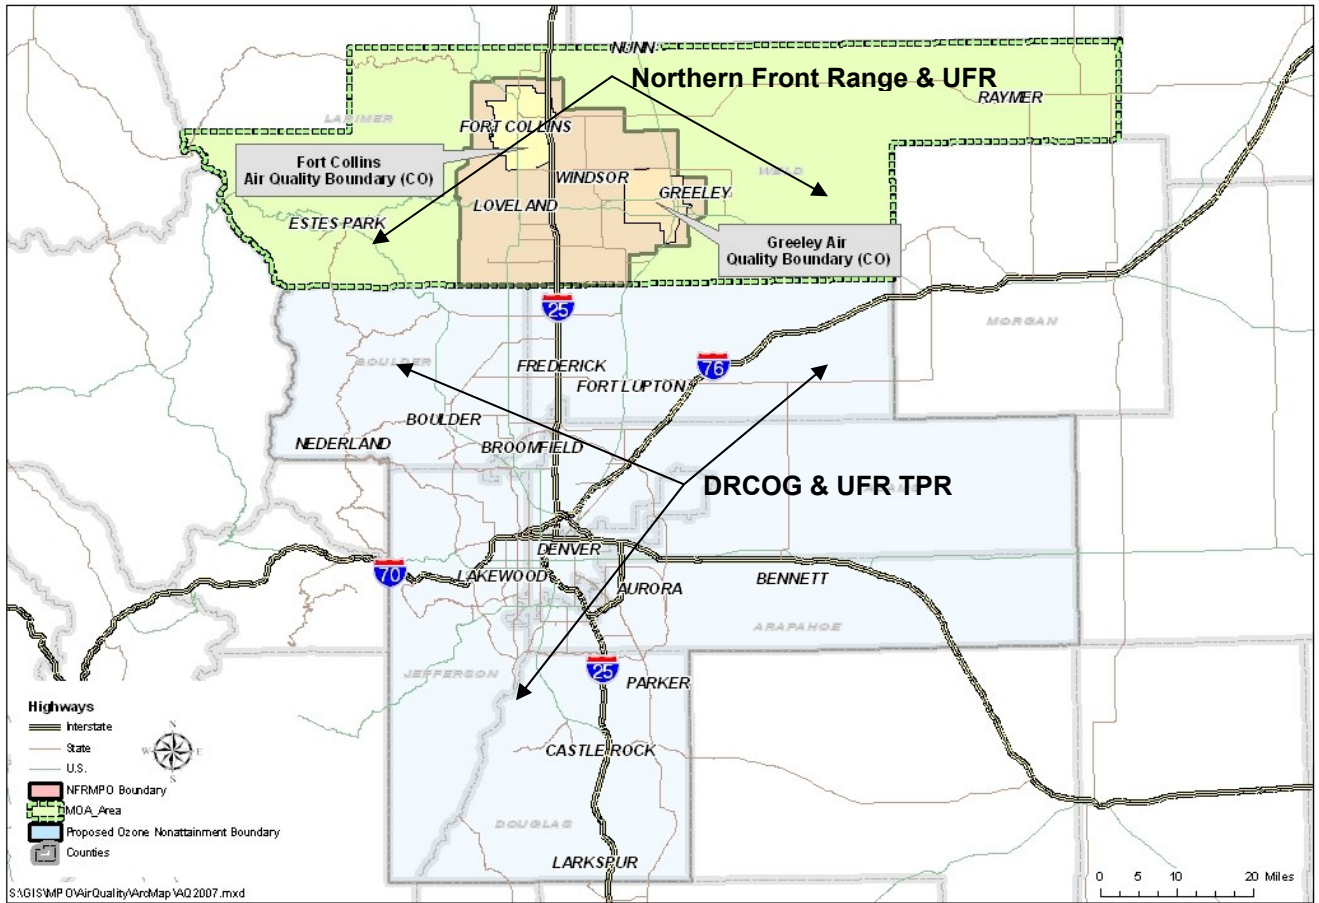 NUNN
Northern Front Range & UFR
RAYMER
LARIMER
FORT COLLINS
Fort Collins
Air Quality Boundary (CO)
WINDSOR
WELD
GREELEY
LOVELAND
ESTES PARK
Greeley Air
Quality Boundary (CO)
25
MORGAN
BOULDER
FREDERICK
76
FORT LUPTON
BOULDER
NEDERLAND
BROOMFIELD
DRCOG & UFR TPR
DENVER
70
LAKEWOOD
BENNETT
AURORA
ARAPAHOE
25
JEFFERSON
PARKER
CASTLE ROCK
DOUGLAS
LARKSPUR
Highways
Interstate
State
U.S.
NFRMPO Boundary
MOA_Area
Proposed Ozone Nonattainment Boundary
Counties
N
W
E
S
0 5 10 20 Miles
S:\GIS\MPO\AirQuality\ArcMap\AQ2007.mxd